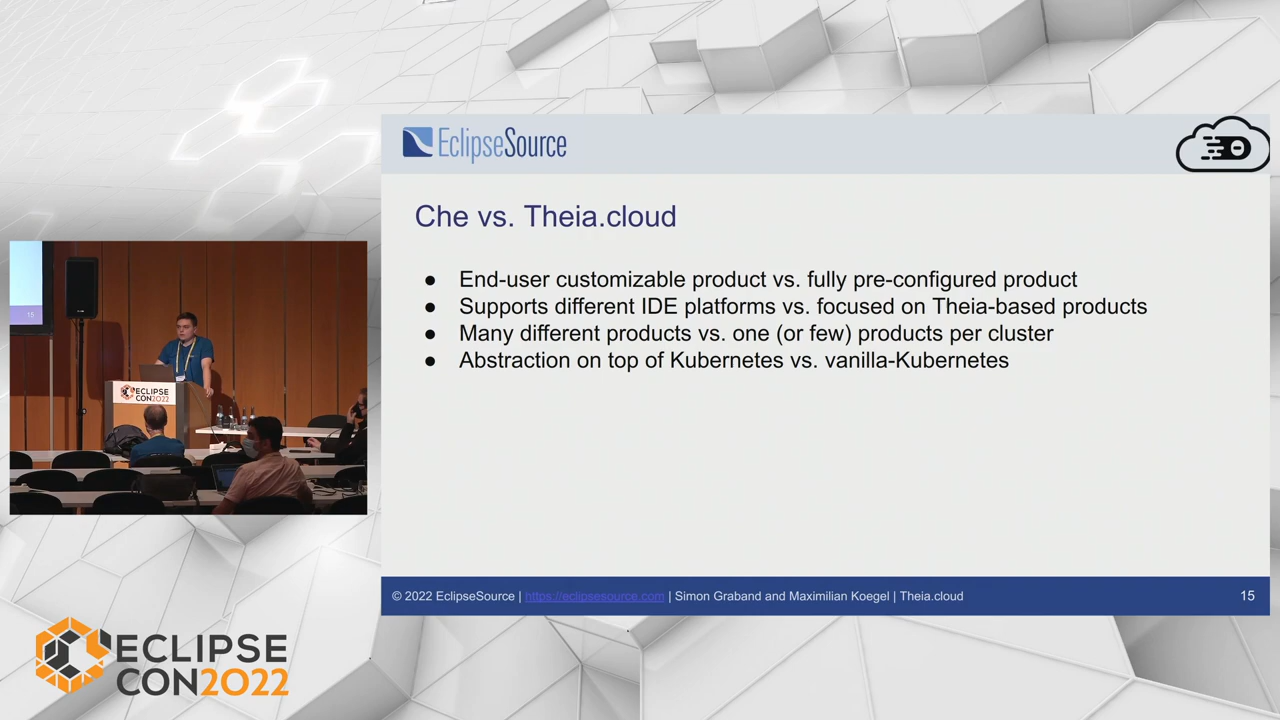 EclipseSource
Che vs. Theia.cloud
● End-user customizable product vs. fully pre-configured product
● Supports different IDE platforms vs. focused on Theia-based products
● Many different products vs. one (or few) products per cluster
● Abstraction on top of Kubernetes vs. vanilla-Kubernetes
© 2022 EclipseSource | https://eclipsesource.com | Simon Graband and Maximilian Koegel | Theia.cloud
15
15
ECLIPSE
CON2022
ECLIPSE
CON2022